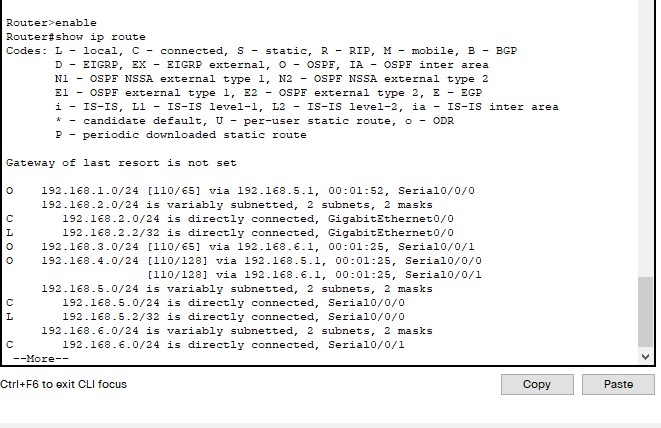 Router>enable
Router#show ip route
Codes: L - local, C - connected, S - static, R - RIP, M - mobile, B - BGP
       D - EIGRP, EX - EIGRP external, O - OSPF, IA - OSPF inter area
       N1 - OSPF NSSA external type 1, N2 - OSPF NSSA external type 2
       E1 - OSPF external type 1, E2 - OSPF external type 2, E - EGP
       i - IS-IS, L1 - IS-IS level-1, L2 - IS-IS level-2, ia - IS-IS inter area
       * - candidate default, U - per-user static route, o - ODR
       P - periodic downloaded static route

Gateway of last resort is not set

O    192.168.1.0/24 [110/65] via 192.168.5.1, 00:01:52, Serial0/0/0
     192.168.2.0/24 is variably subnetted, 2 subnets, 2 masks
C       192.168.2.0/24 is directly connected, GigabitEthernet0/0
L       192.168.2.2/32 is directly connected, GigabitEthernet0/0
O    192.168.3.0/24 [110/65] via 192.168.6.1, 00:01:25, Serial0/0/1
O    192.168.4.0/24 [110/128] via 192.168.5.1, 00:01:25, Serial0/0/0
                    [110/128] via 192.168.6.1, 00:01:25, Serial0/0/1
     192.168.5.0/24 is variably subnetted, 2 subnets, 2 masks
C       192.168.5.0/24 is directly connected, Serial0/0/0
L       192.168.5.2/32 is directly connected, Serial0/0/0
     192.168.6.0/24 is variably subnetted, 2 subnets, 2 masks
C       192.168.6.0/24 is directly connected, Serial0/0/1
 --More--
Ctrl+F6 to exit CLI focus
Copy
Paste